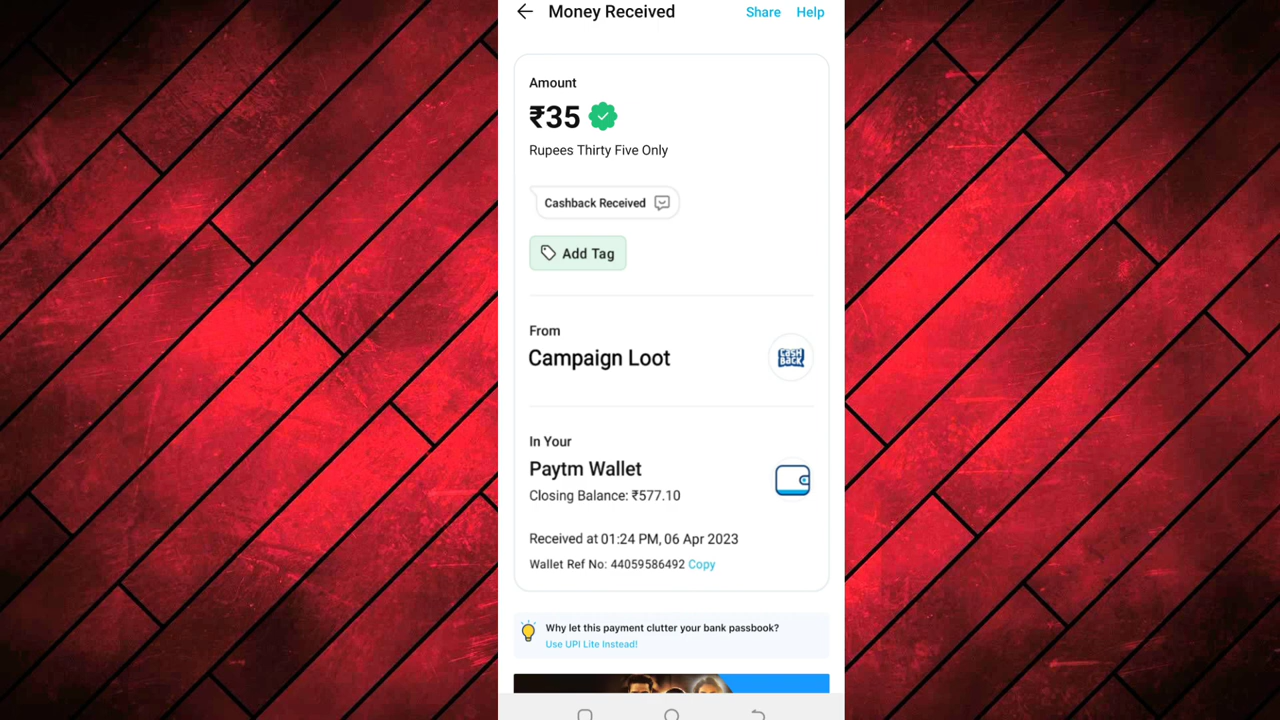 Money Received
Share
Help
Amount
₹35
Rupees Thirty Five Only
Cashback Received
Add Tag
From
Campaign Loot
CASH
BACK
In Your
Paytm Wallet
Closing Balance: ₹577.10
Received at 01:24 PM, 06 Apr 2023
Wallet Ref No: 44059586492 Copy
Why let this payment clutter your bank passbook?
Use UPI Lite Instead!